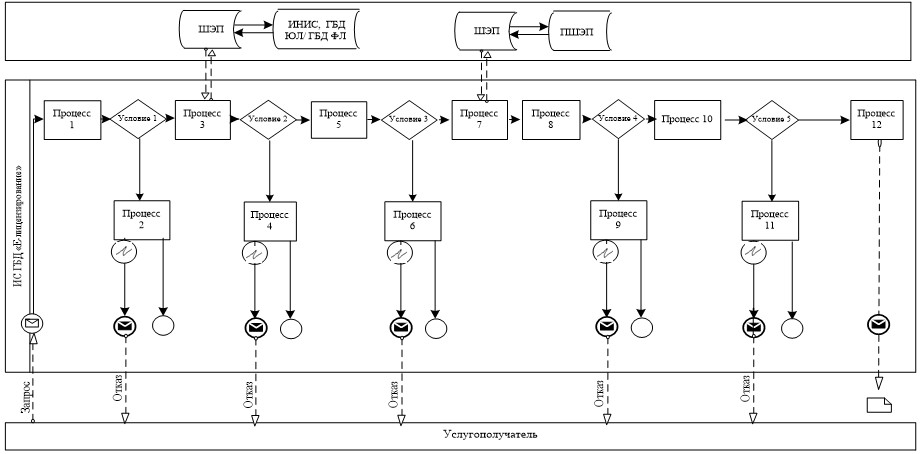 ШЭП
ИНИС, ГБД
ЮЛ/ ГБД ФЛ
ШЭП
ПШЭП
ИС ГБД «Е-лицензирование»
Процесс
1
Условие 1
Процесс
3
Условие 2
Процесс
5
Условие 3
Процесс
7
Процесс
8
Условие 4
Процесс 10
Условие 5
Процесс
12
Процесс
2
Процесс
4
Процесс
6
Процесс
9
Процесс
11
Запрос
Отказ
Отказ
Отказ
Отказ
Отказ
Услугополучатель